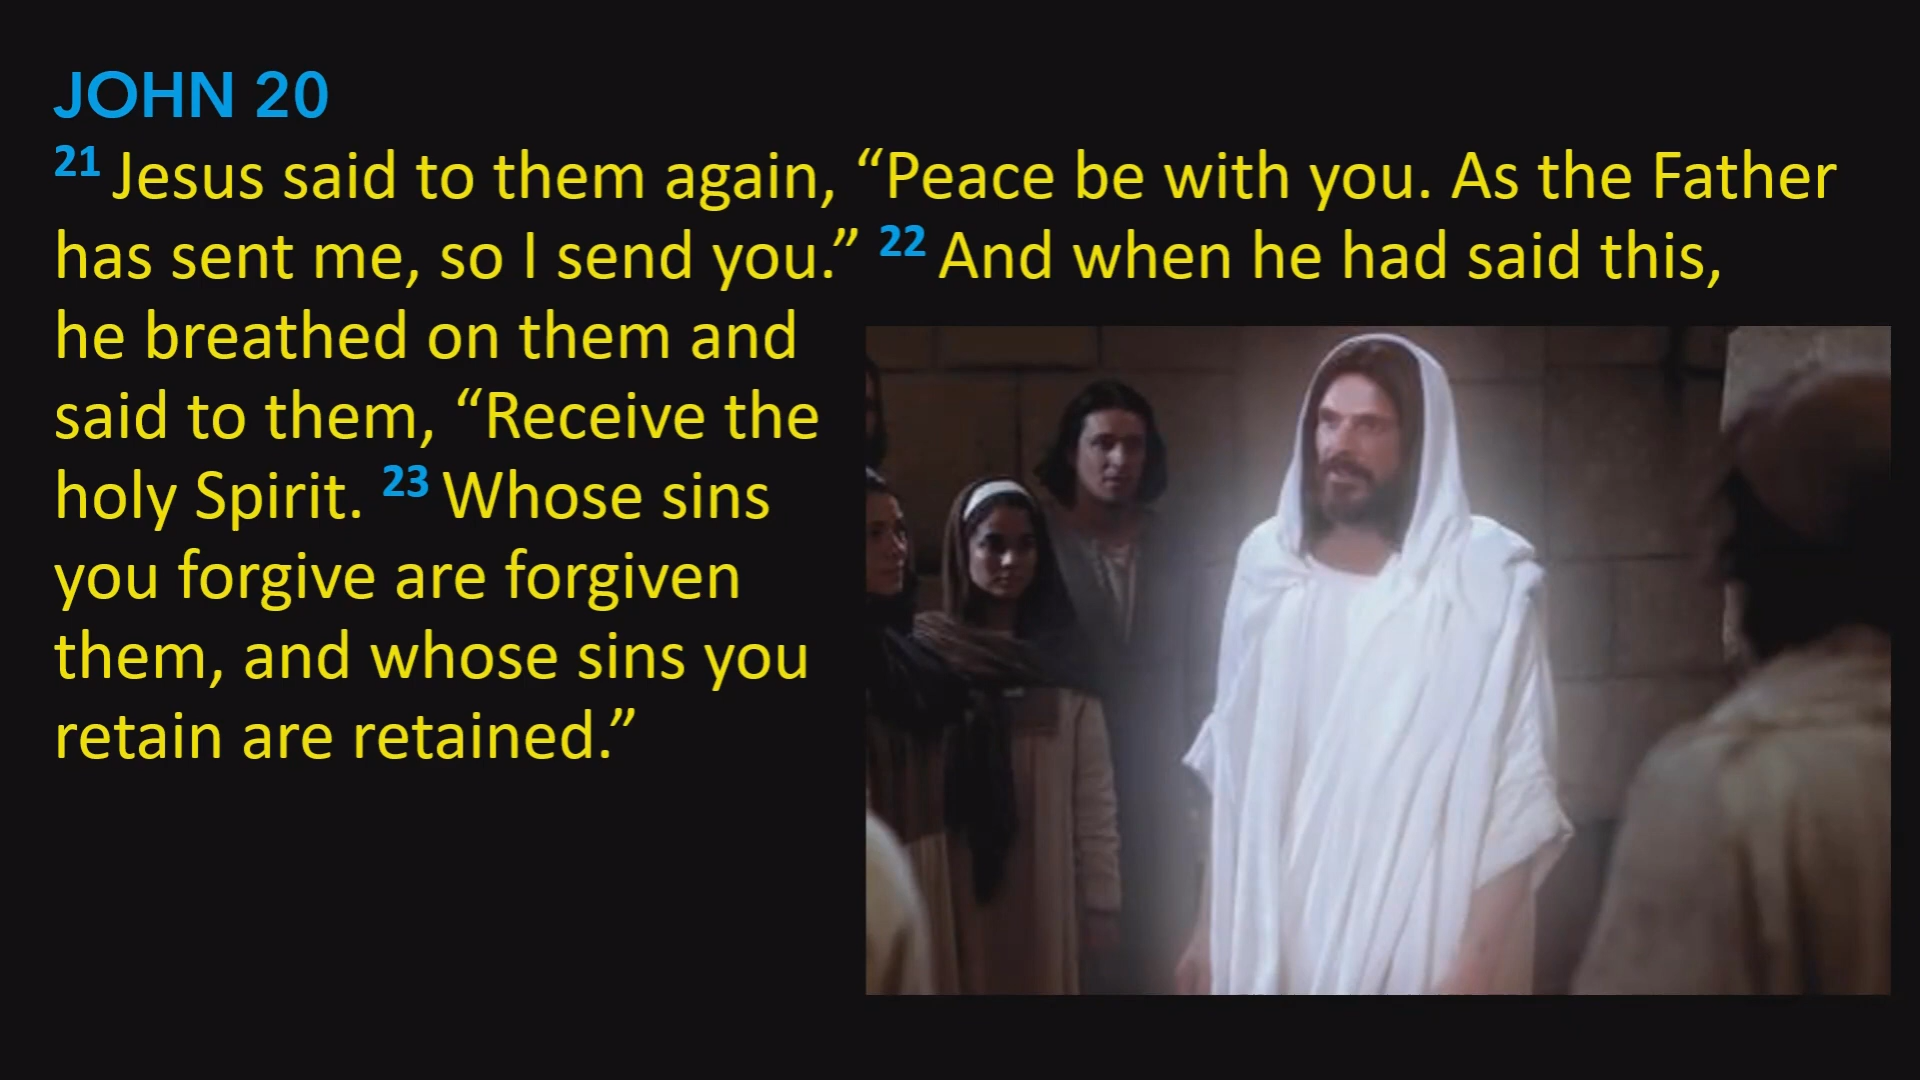 JOHN 20
21 Jesus said to them again, “Peace be with you. As the Father
has sent me, so I send you.” 22 And when he had said this,
he breathed on them and
said to them, “Receive the
holy Spirit. 23 Whose sins
you forgive are forgiven
them, and whose sins you
retain are retained.”